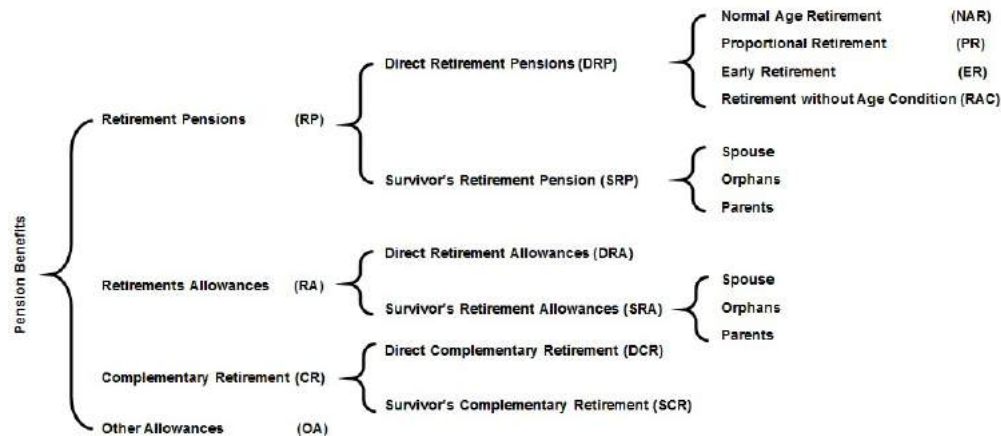 Pension Benefits
Retirement Pensions (RP)
Direct Retirement Pensions (DRP)
Normal Age Retirement (NAR)
Proportional Retirement (PR)
Early Retirement (ER)
Retirement without Age Condition (RAC)
Survivor's Retirement Pension (SRP)
Spouse
Orphans
Parents
Retirements Allowances (RA)
Direct Retirement Allowances (DRA)
Survivor's Retirement Allowances (SRA)
Spouse
Orphans
Parents
Complementary Retirement (CR)
Direct Complementary Retirement (DCR)
Survivor's Complementary Retirement (SCR)
Other Allowances (OA)